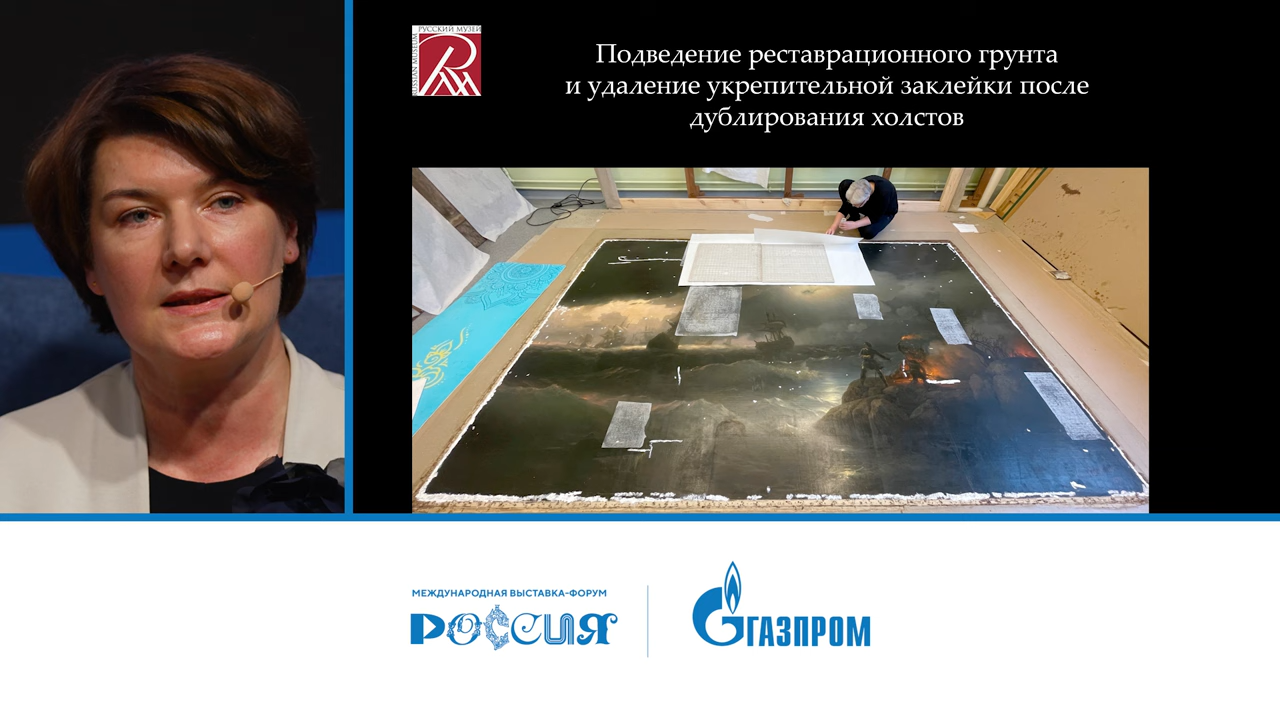 РУССКИЙ МУЗЕЙ
RUSSIAN MUSEUM
Подведение реставрационного грунта
и удаление укрепительной заклейки после
дублирования холстов
МЕЖДУНАРОДНАЯ ВЫСТАВКА-ФОРУМ
РОССИЯ
ГАЗПРОМ